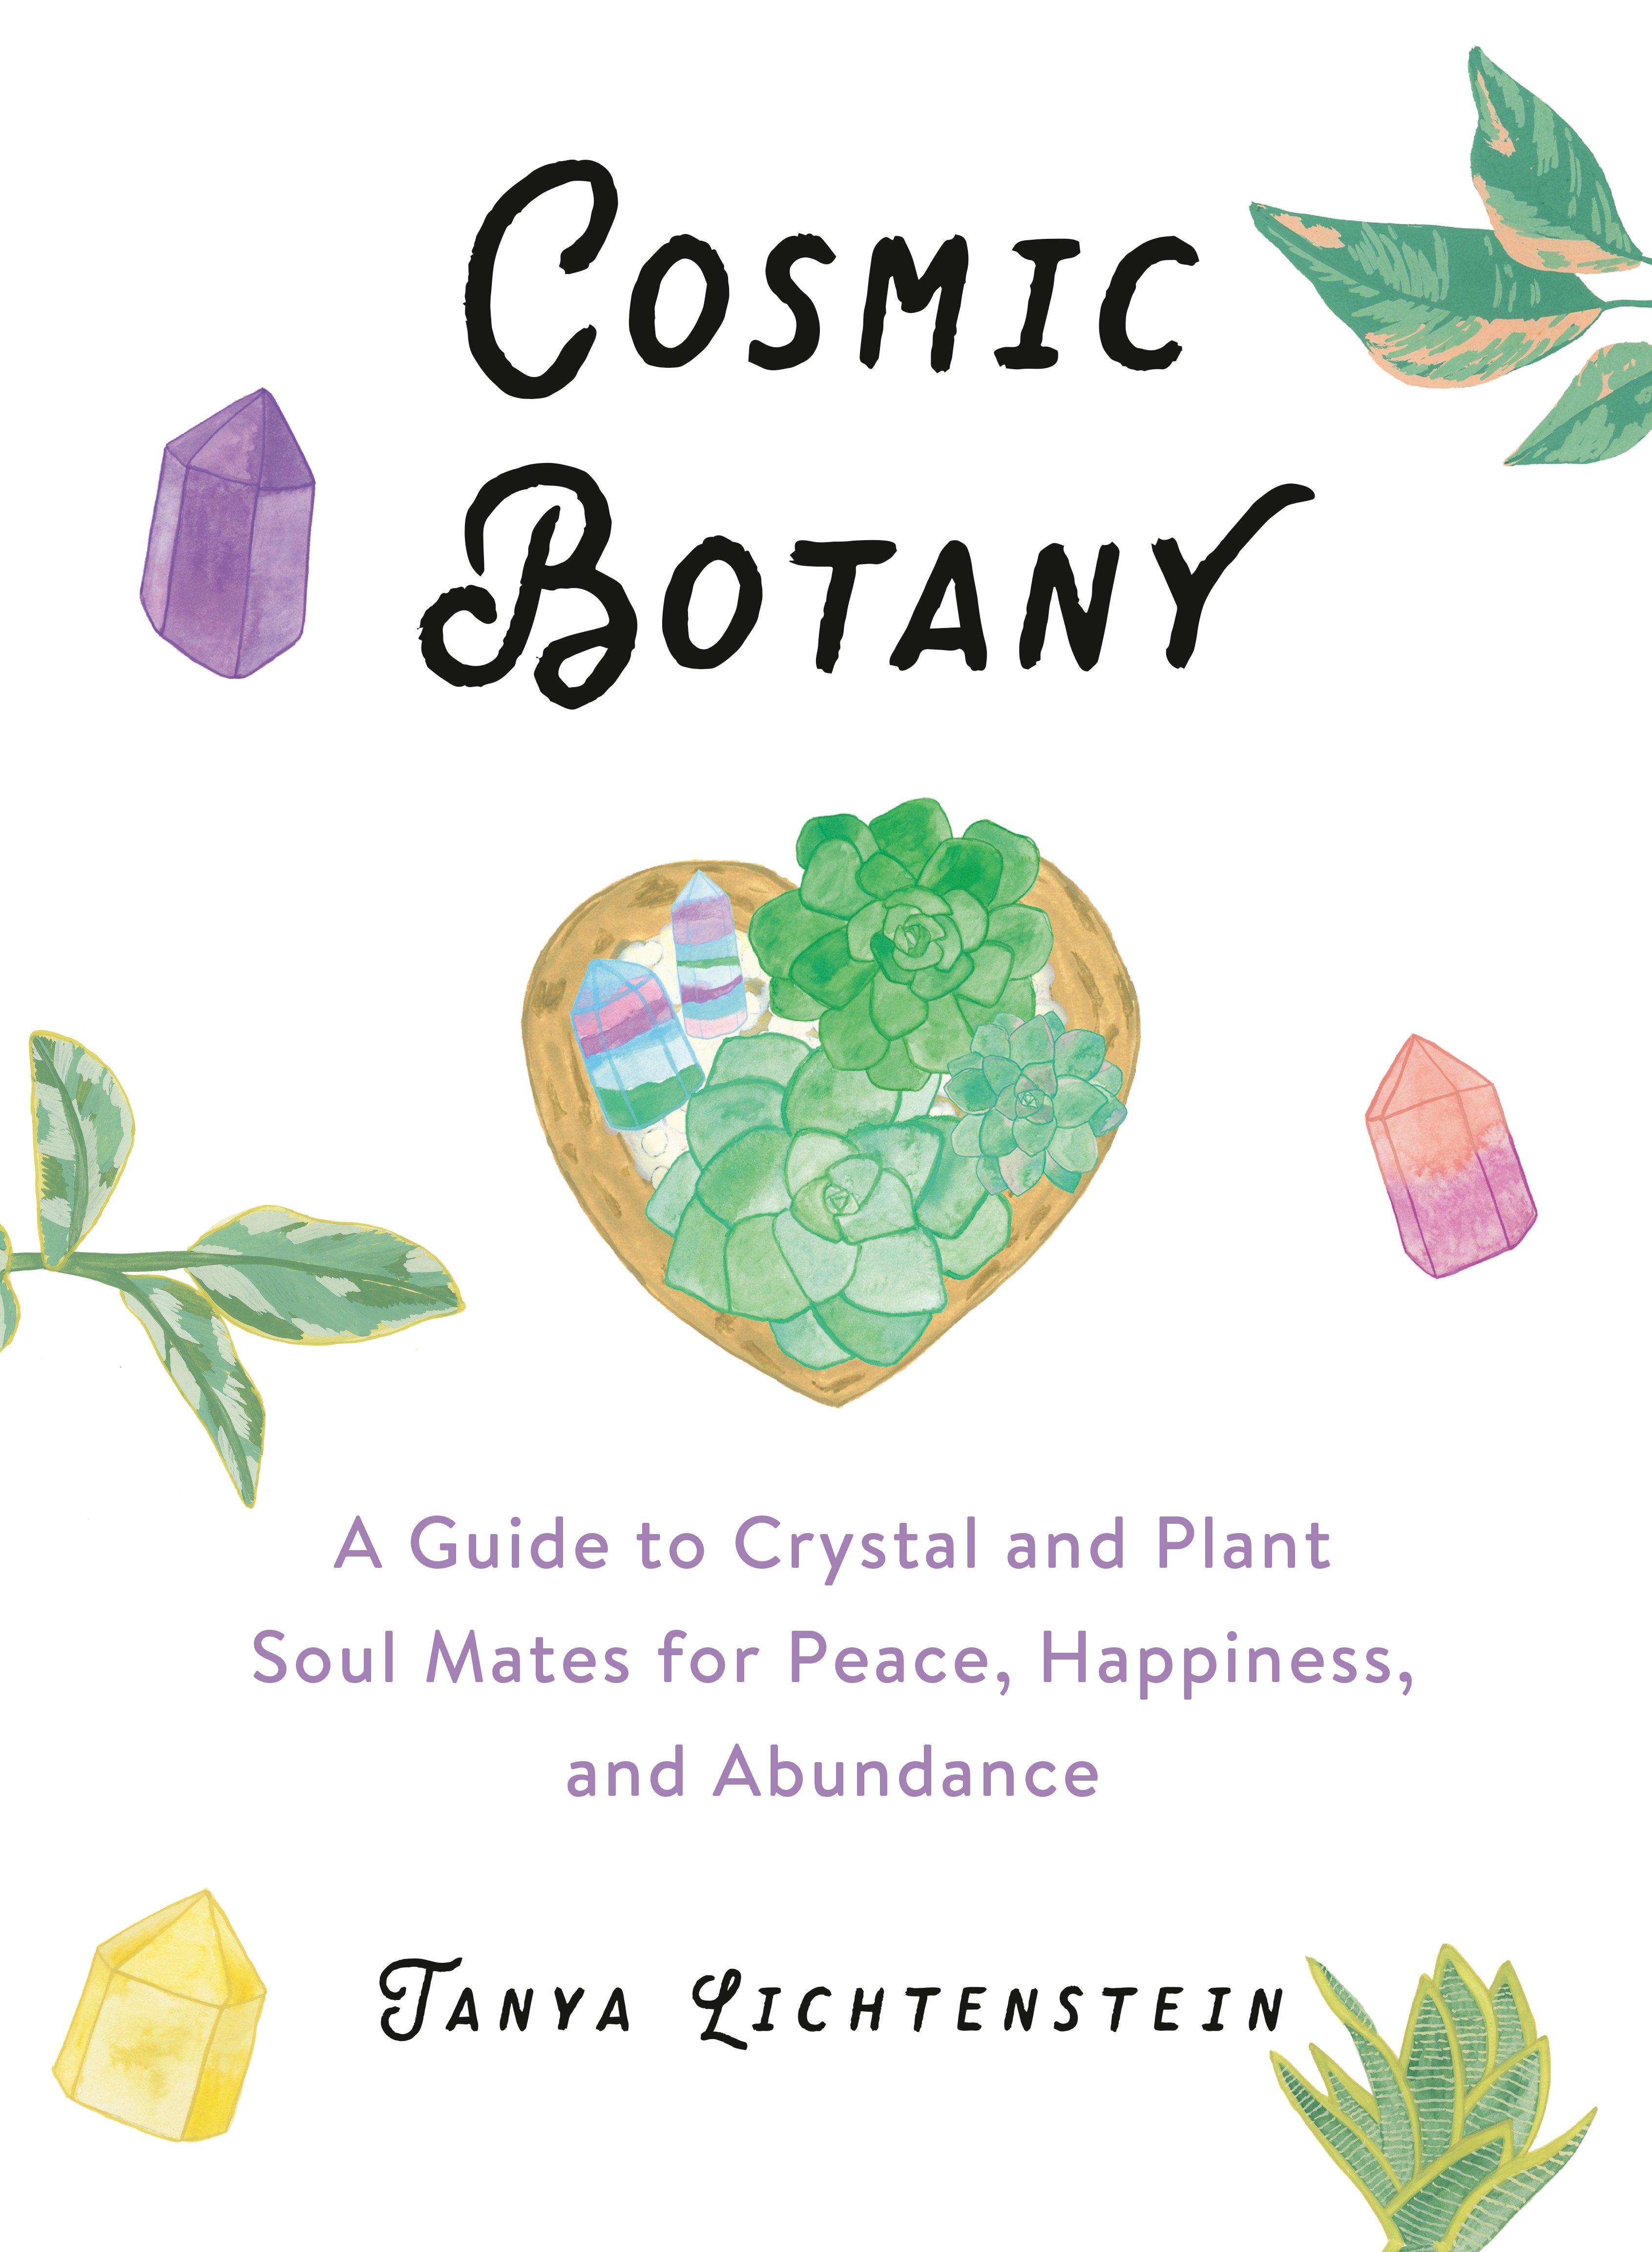 COSMIC
BOTANY
A Guide to Crystal and Plant
Soul Mates for Peace, Happiness,
and Abundance
TANYA LICHTENSTEIN